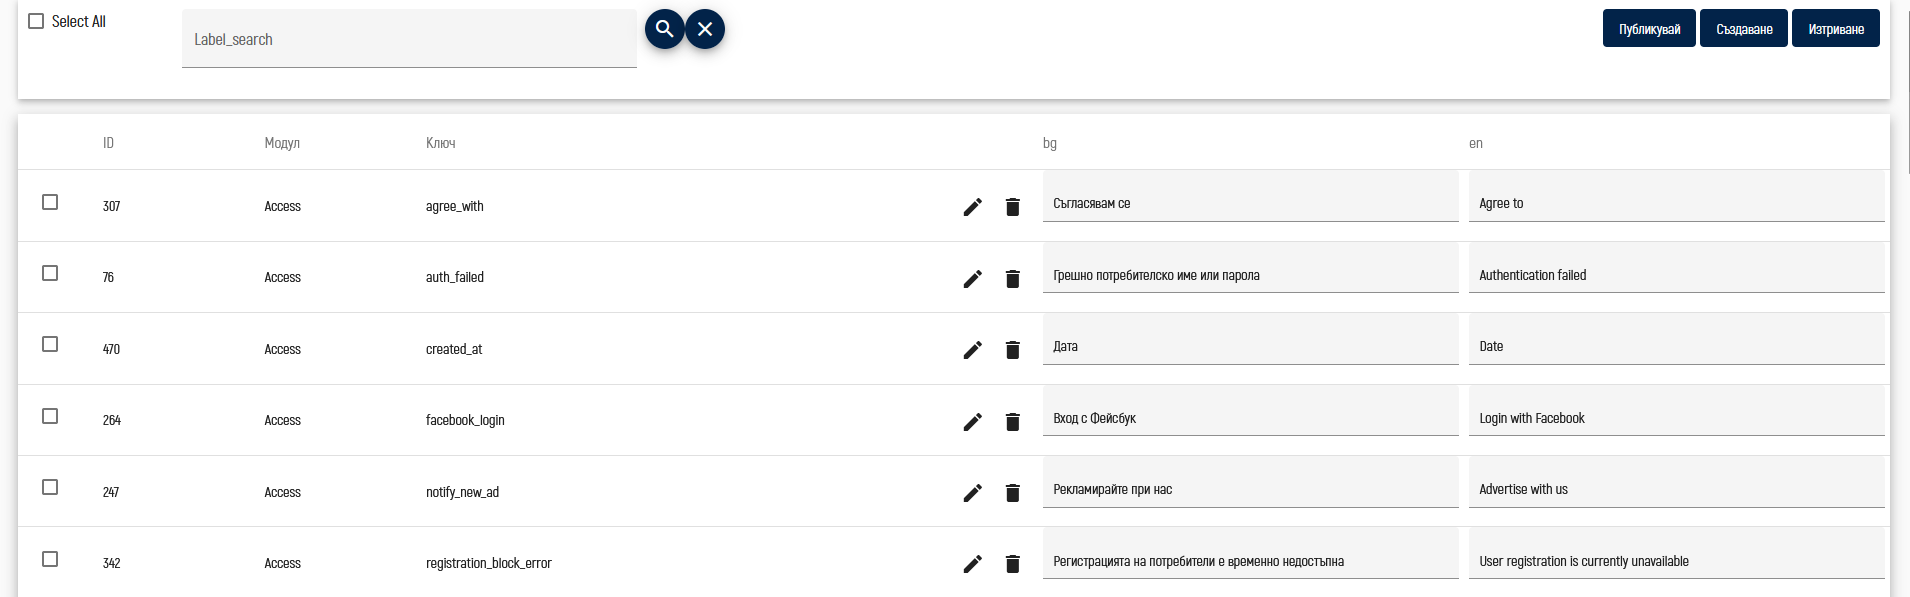 Select All
Label_search
Публикувай Създаване Изтриване
ID Модул Ключ bg en
307 Access agree_with Съгласявам се Agree to
76 Access auth_failed Грешно потребителско име или парола Authentication failed
470 Access created_at Дата Date
264 Access facebook_login Вход с Фейсбук Login with Facebook
247 Access notify_new_ad Рекламирайте при нас Advertise with us
342 Access registration_block_error Регистрацията на потребители е временно недостъпна User registration is currently unavailable